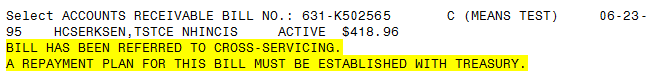 Select ACCOUNTS RECEIVABLE BILL NO.: 631-K502565 C (MEANS TEST) 06-23-
95 HCSERKSEN,TSTCE NHINCIS ACTIVE $418.96
BILL HAS BEEN REFERRED TO CROSS-SERVICING.
A REPAYMENT PLAN FOR THIS BILL MUST BE ESTABLISHED WITH TREASURY.